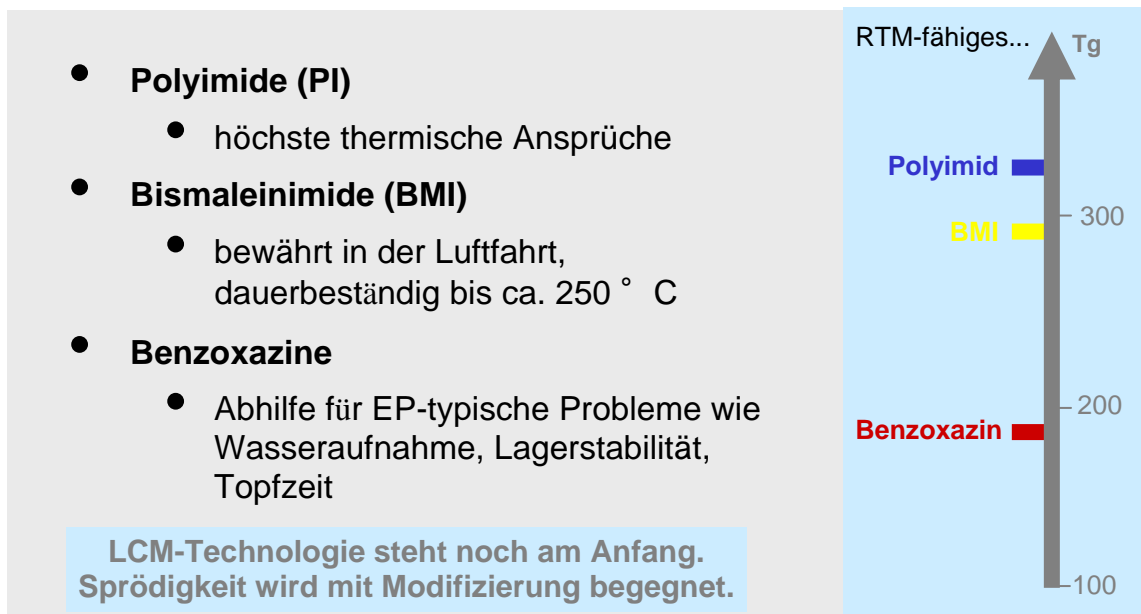 Polyimide (PI)
höchste thermische Ansprüche
Bismaleinimide (BMI)
bewährt in der Luftfahrt,
dauerbeständig bis ca. 250 ° C
Benzoxazine
Abhilfe für EP-typische Probleme wie
Wasseraufnahme, Lagerstabilität,
Topfzeit
LCM-Technologie steht noch am Anfang.
Sprödigkeit wird mit Modifizierung begegnet.
RTM-fähiges...
Tg
Polyimid
300
BMI
200
Benzoxazin
100